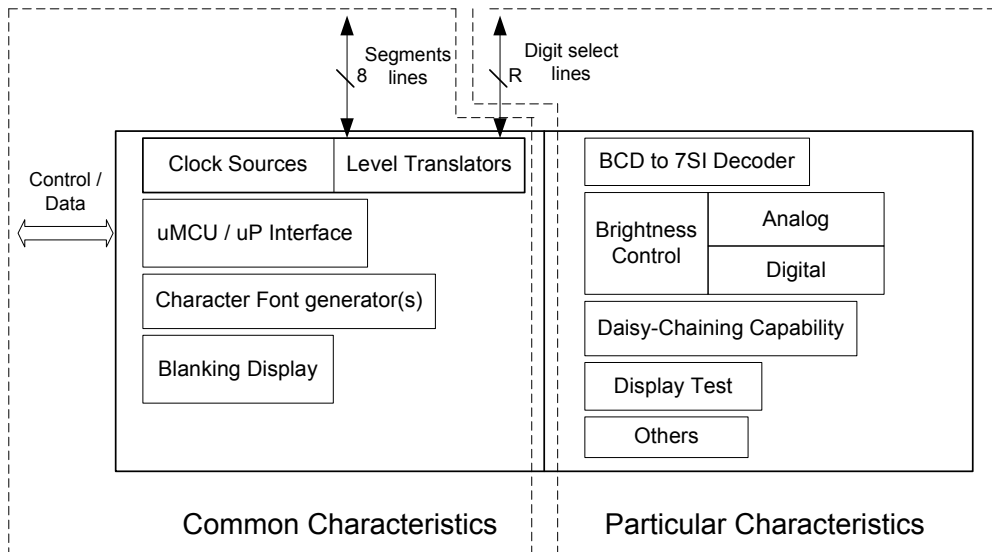 Segments
lines
8
Digit select
lines
R
Control /
Data
Clock Sources
Level Translators
uMCU / uP Interface
Character Font generator(s)
Blanking Display
BCD to 7SI Decoder
Brightness
Control
Analog
Digital
Daisy-Chaining Capability
Display Test
Others
Common Characteristics
Particular Characteristics